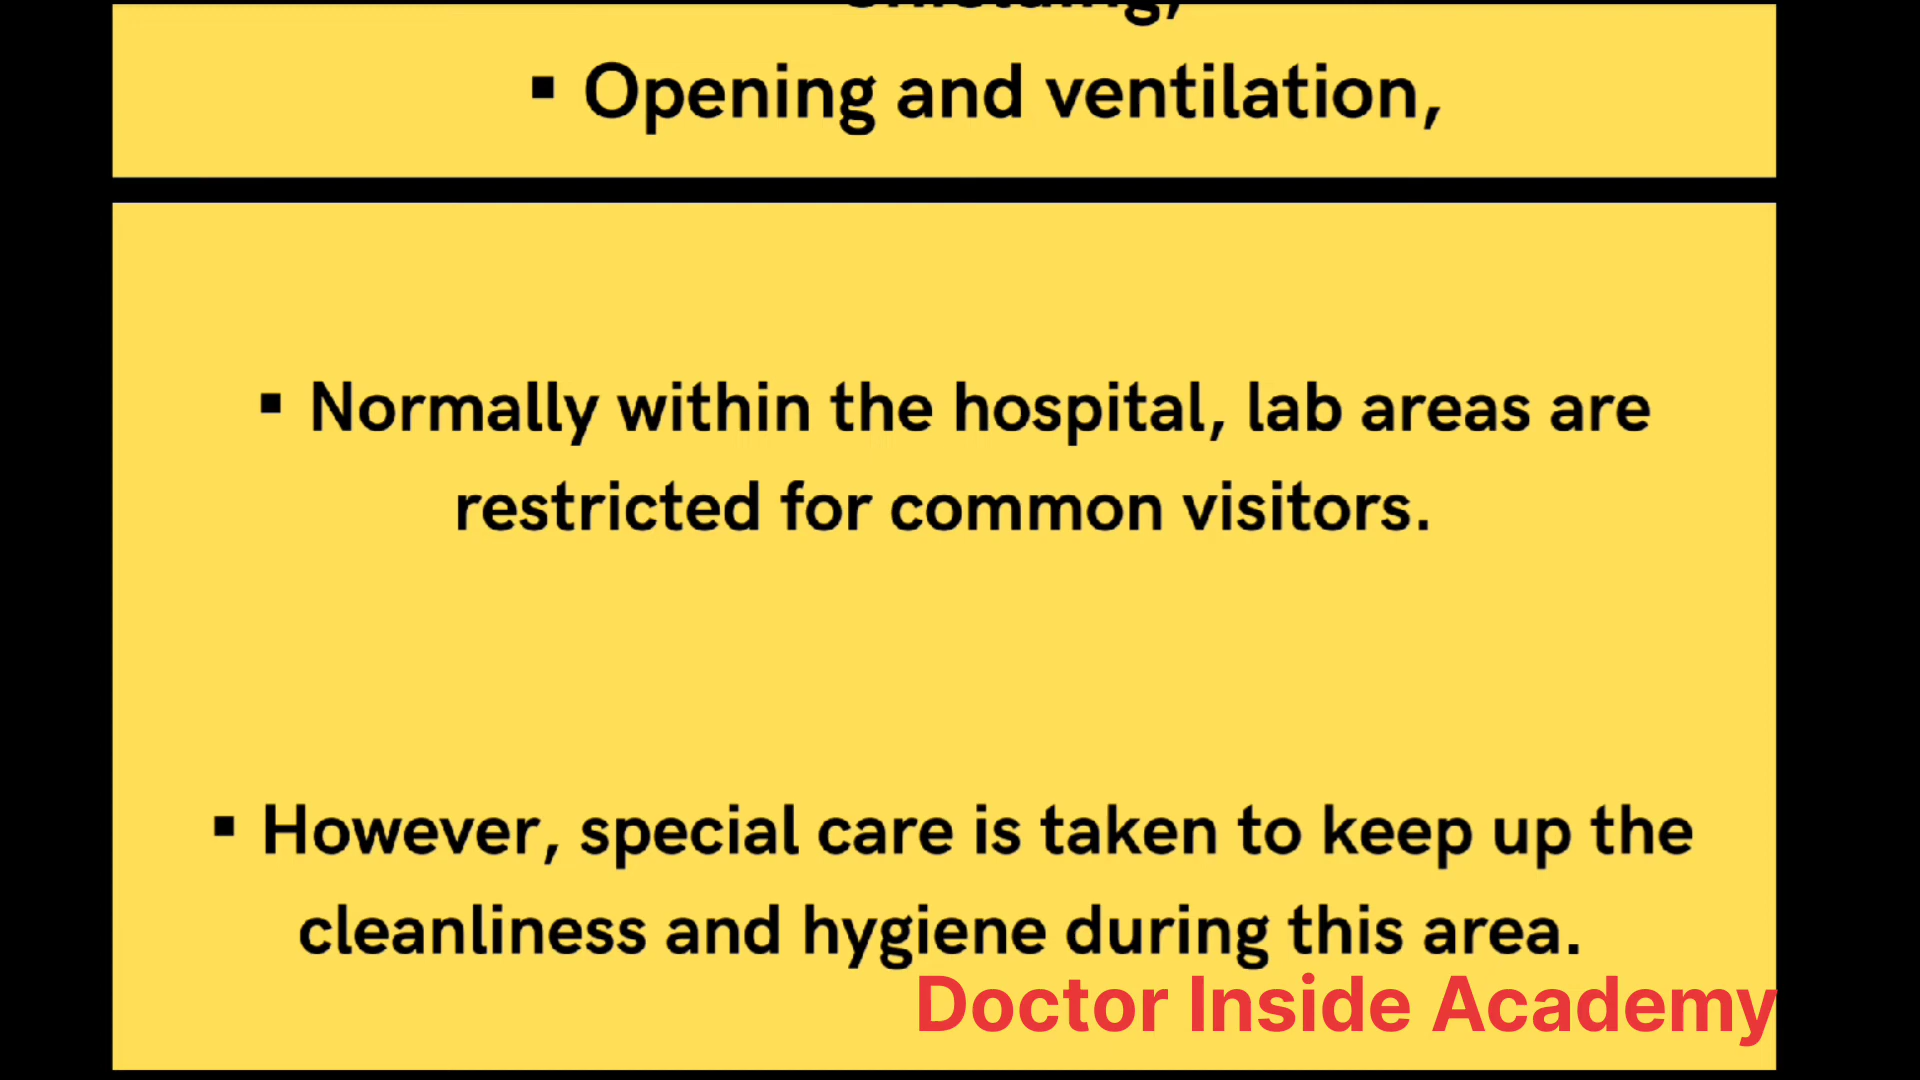 ▪ Opening and ventilation,
▪ Normally within the hospital, lab areas are
restricted for common visitors.
▪ However, special care is taken to keep up the
cleanliness and hygiene during this area.
Doctor Inside Academy